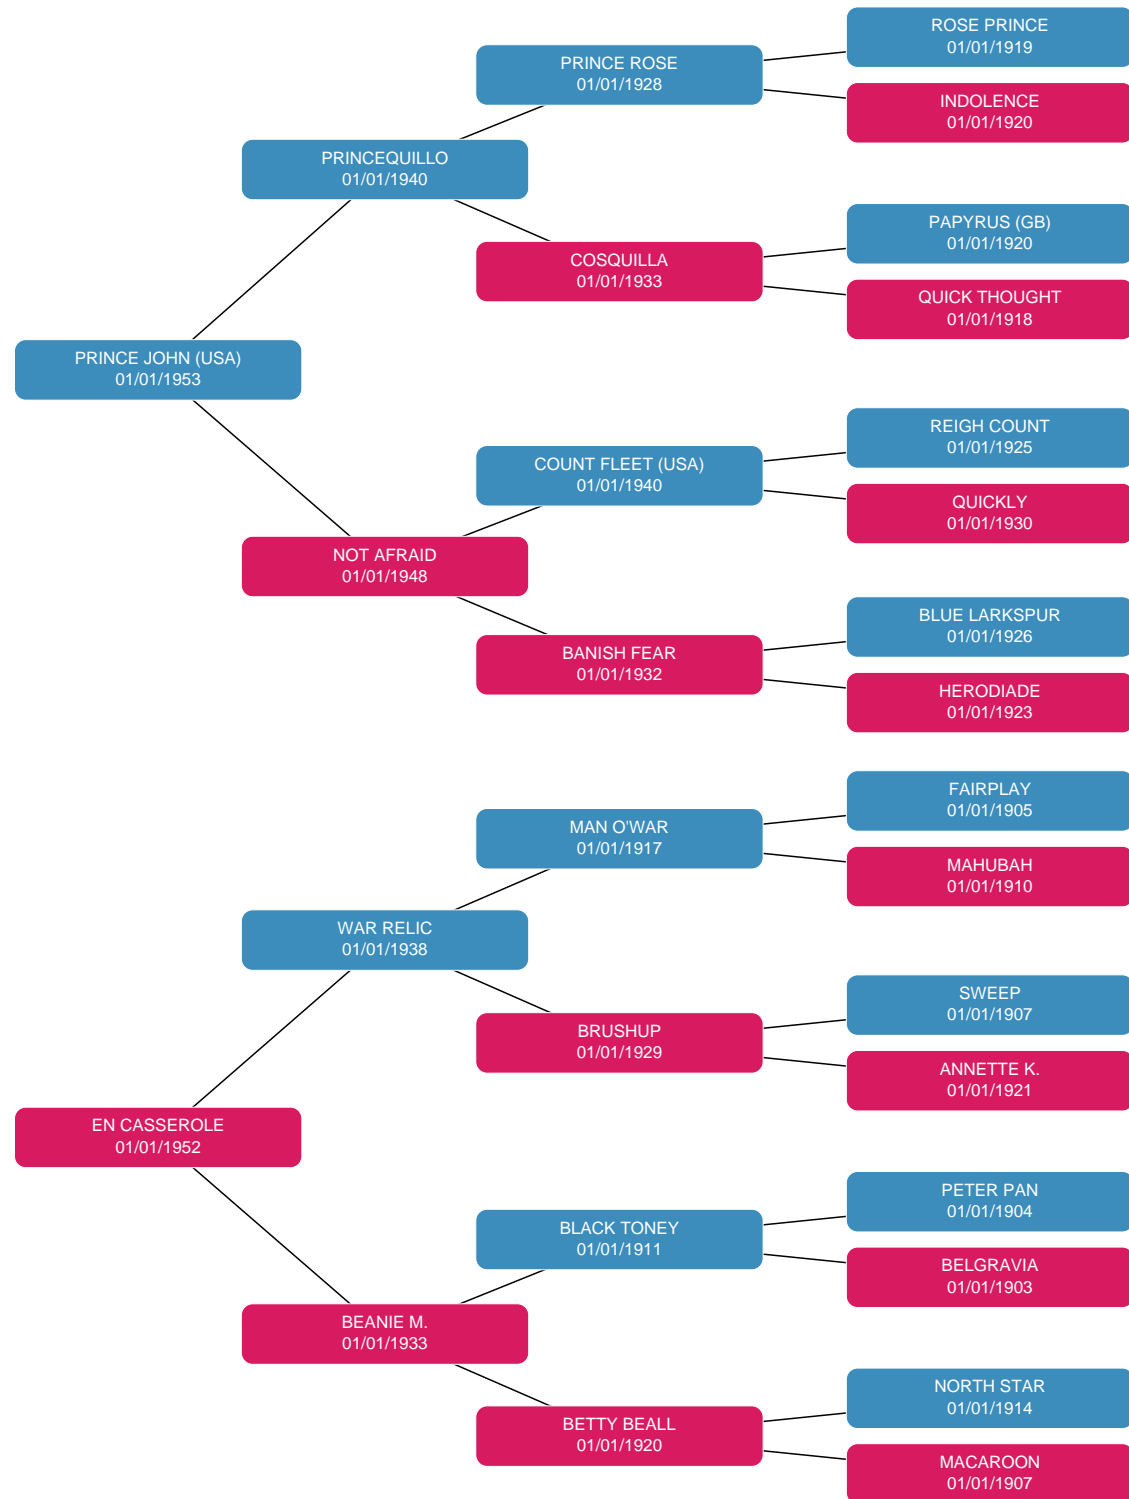 ROSE PRINCE
01/01/1919
PRINCE ROSE
01/01/1928
INDOLENCE
01/01/1920
PRINCEQUILLO
01/01/1940
PAPYRUS (GB)
01/01/1920
COSQUILLA
01/01/1933
QUICK THOUGHT
01/01/1918
PRINCE JOHN (USA)
01/01/1953
REIGH COUNT
01/01/1925
COUNT FLEET (USA)
01/01/1940
QUICKLY
01/01/1930
NOT AFRAID
01/01/1948
BLUE LARKSPUR
01/01/1926
BANISH FEAR
01/01/1932
HERODIADE
01/01/1923
FAIRPLAY
01/01/1905
MAN O'WAR
01/01/1917
MAHUBAH
01/01/1910
WAR RELIC
01/01/1938
SWEEP
01/01/1907
BRUSHUP
01/01/1929
ANNETTE K.
01/01/1921
EN CASSEROLE
01/01/1952
PETER PAN
01/01/1904
BLACK TONEY
01/01/1911
BELGRAVIA
01/01/1903
BEANIE M.
01/01/1933
NORTH STAR
01/01/1914
BETTY BEALL
01/01/1920
MACAROON
01/01/1907